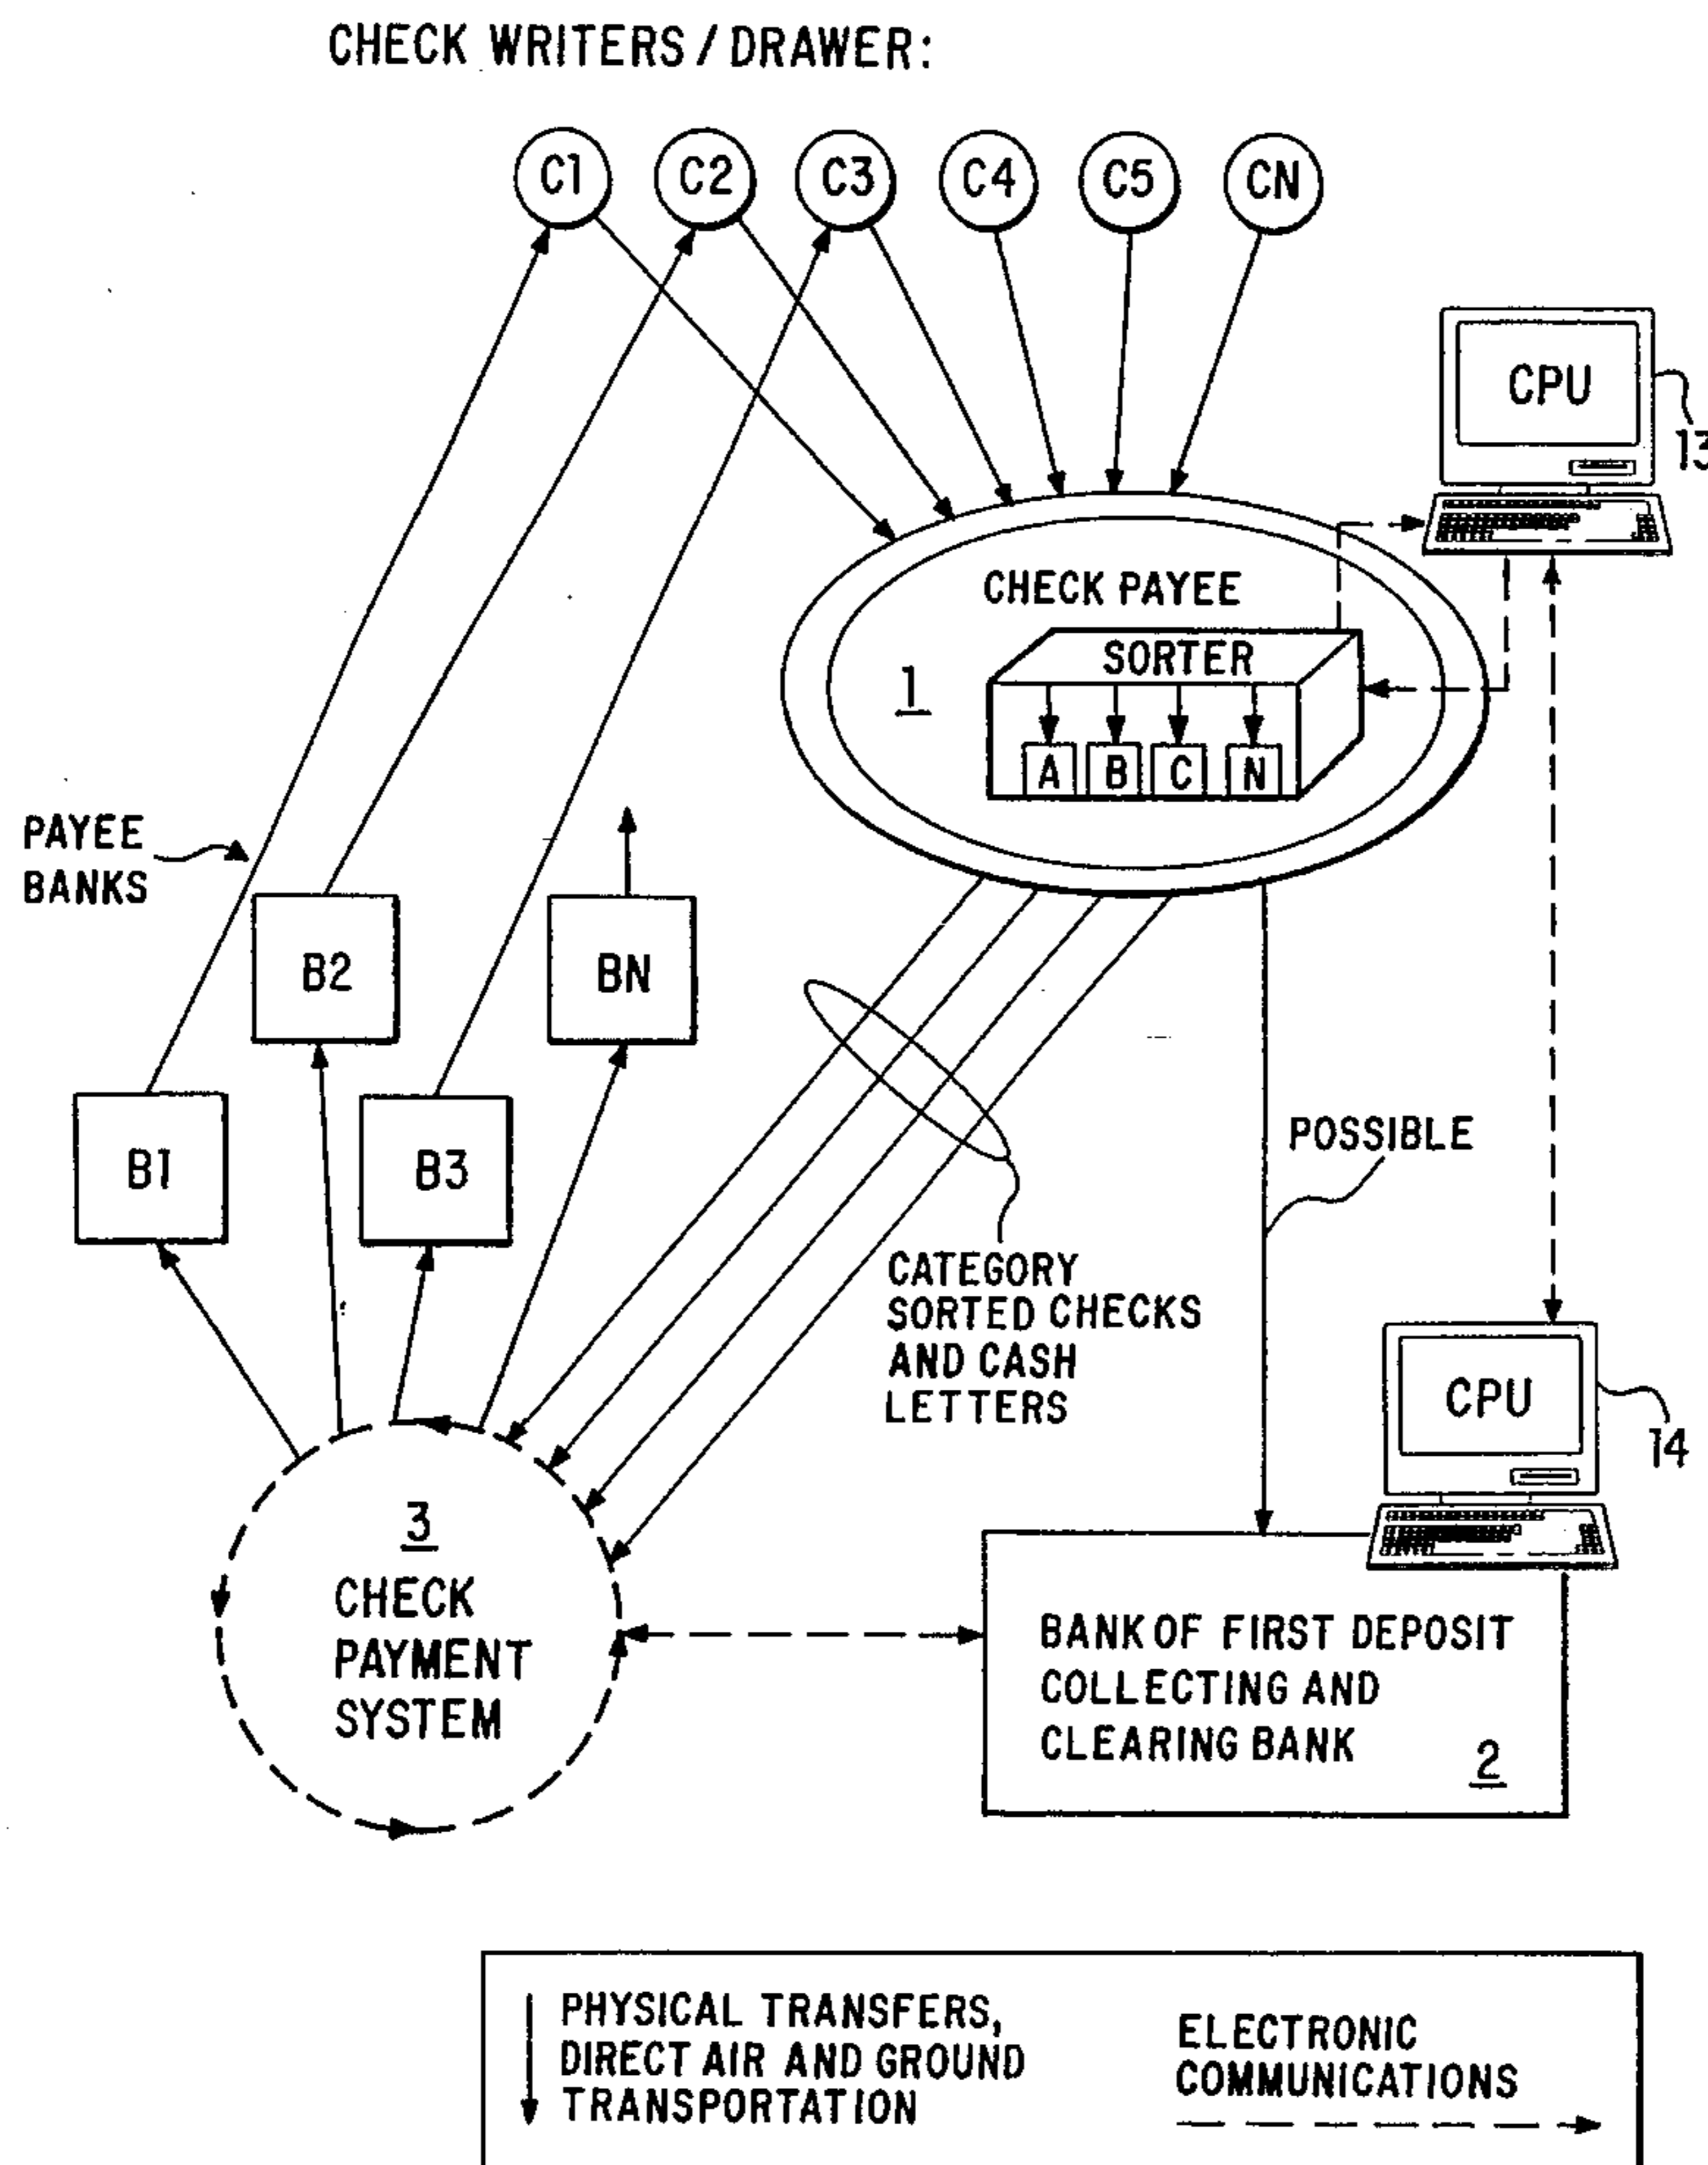 CHECK WRITERS / DRAWER:
C1 C2 C3 C4 C5 CN
CPU
13
CHECK PAYEE
SORTER
1
A B C N
PAYEE
BANKS
B2
BN
B1
B3
POSSIBLE
CATEGORY
SORTED CHECKS
AND CASH
LETTERS
CPU
14
3
CHECK
PAYMENT
SYSTEM
BANK OF FIRST DEPOSIT
COLLECTING AND
CLEARING BANK
2
PHYSICAL TRANSFERS,
DIRECT AIR AND GROUND
TRANSPORTATION
ELECTRONIC
COMMUNICATIONS